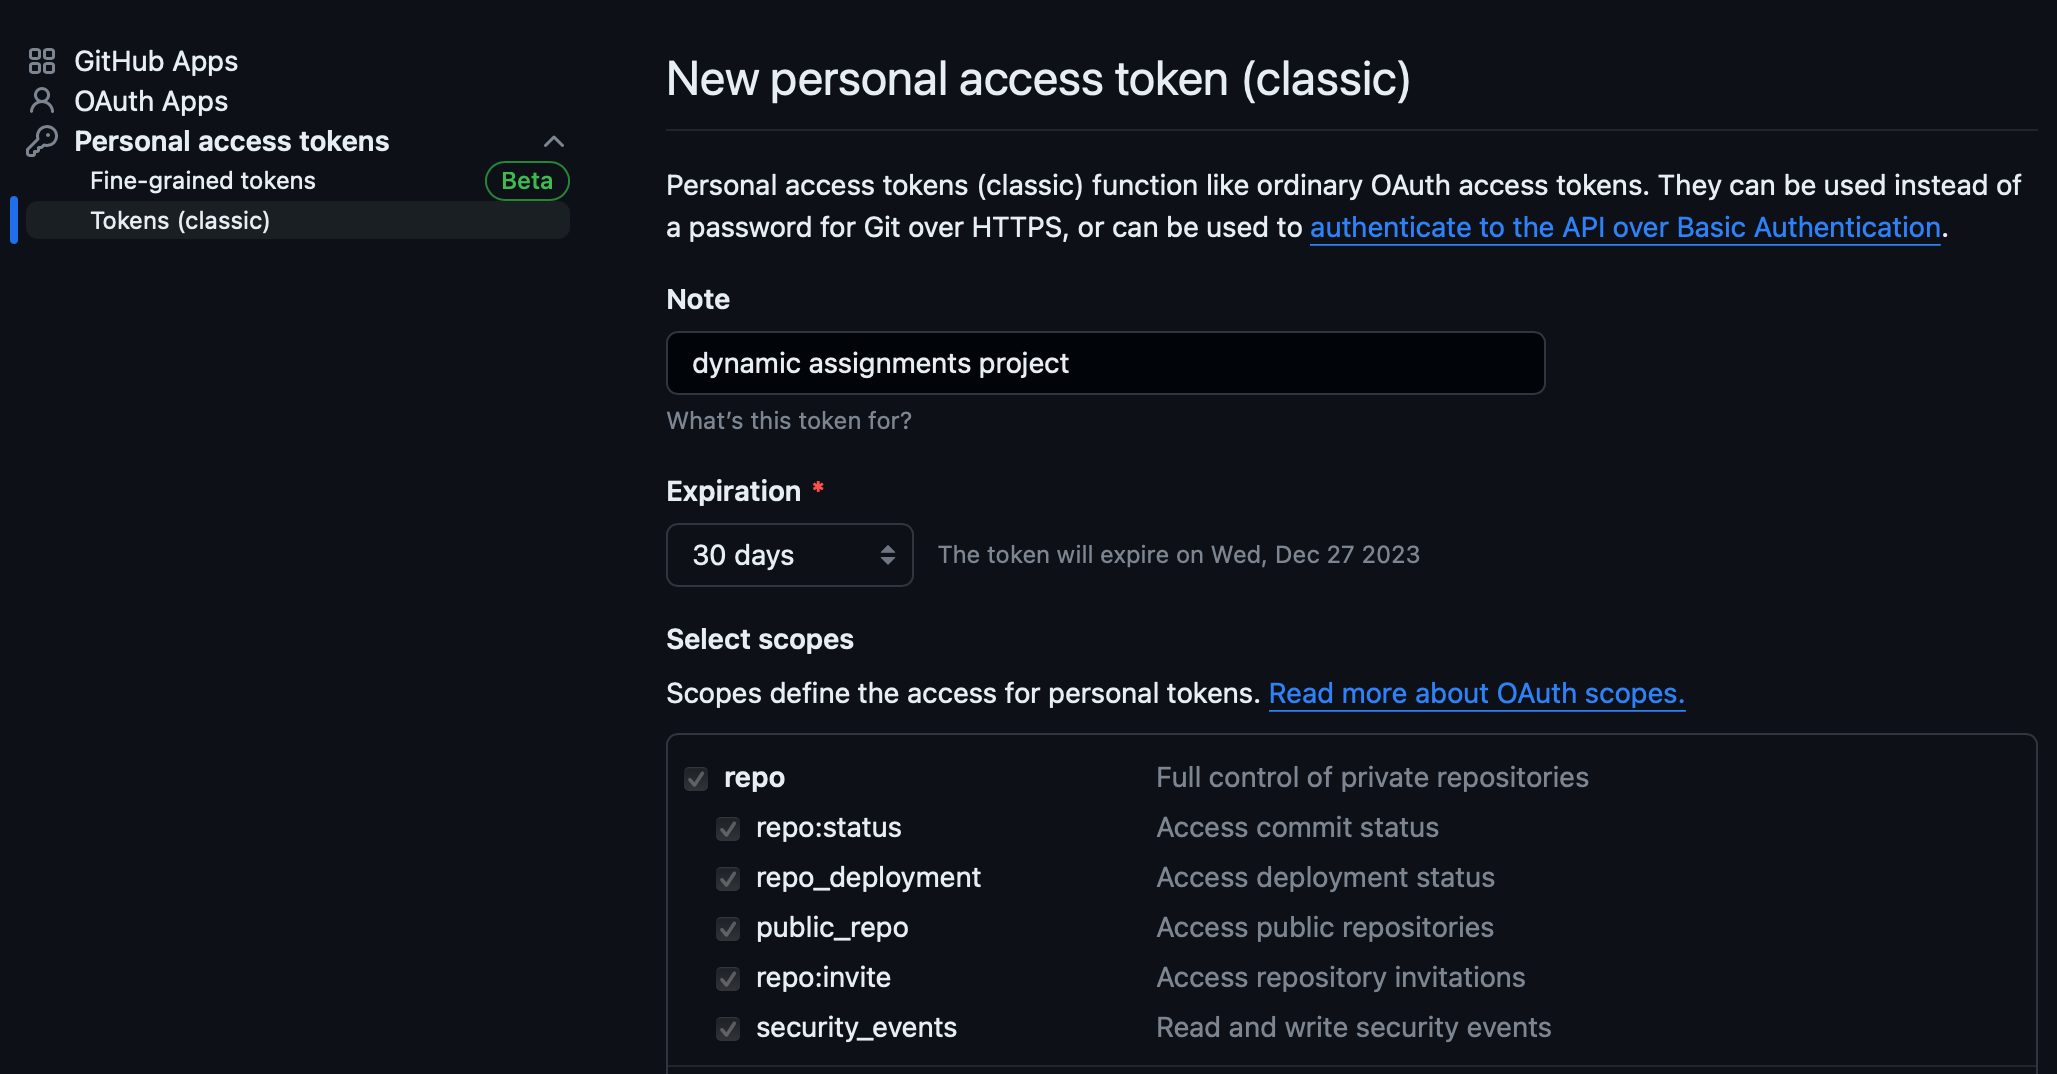 GitHub Apps
OAuth Apps
Personal access tokens
Fine-grained tokens Beta
Tokens (classic)
New personal access token (classic)
Personal access tokens (classic) function like ordinary OAuth access tokens. They can be used instead of
a password for Git over HTTPS, or can be used to authenticate to the API over Basic Authentication.
Note
dynamic assignments project
What's this token for?
Expiration *
30 days The token will expire on Wed, Dec 27 2023
Select scopes
Scopes define the access for personal tokens. Read more about OAuth scopes.
repo Full control of private repositories
repo:status Access commit status
repo_deployment Access deployment status
public_repo Access public repositories
repo:invite Access repository invitations
security_events Read and write security events